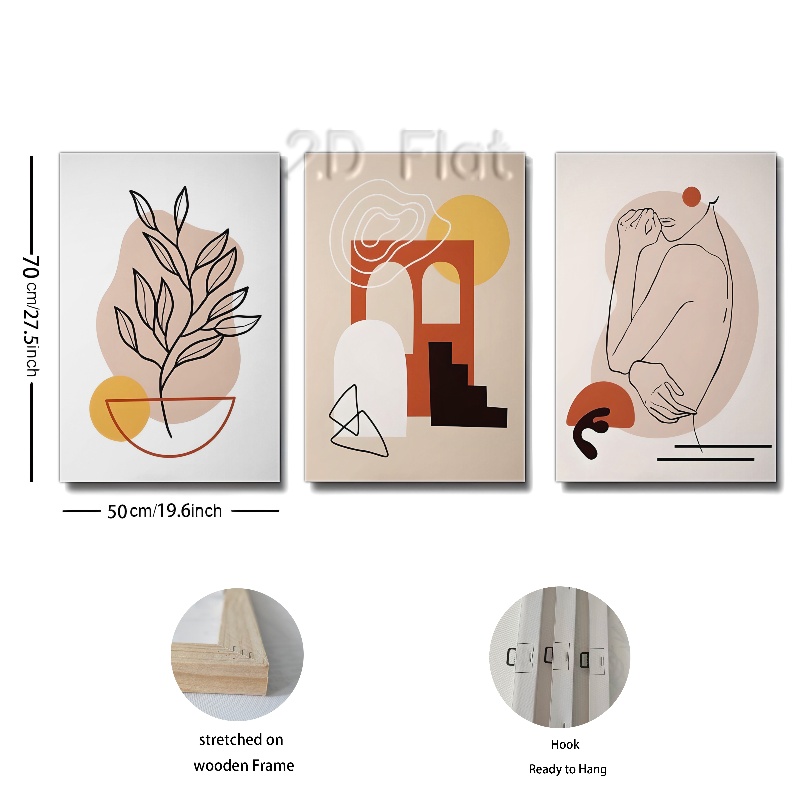 2D Flat
70 cm/27.5inch
50cm/19.6inch
stretched on
wooden Frame
Hook
Ready to Hang